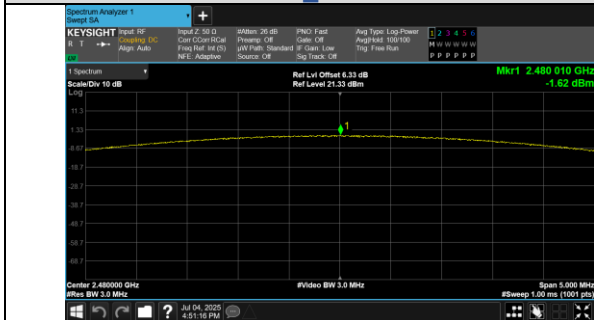 Spectrum Analyzer 1
Swept SA
+
KEYSIGHT
R T
Input: RF
Coupling: DC
Align: Auto
Input Z: 50 Ω
Corr CCorr RCal
Freq Ref: Int (S)
NFE: Adaptive
#Atten: 26 dB
Preamp: Off
µW Path: Standard
Source: Off
PNO: Fast
Gate: Off
IF Gain: Low
Sig Track: Off
Avg Type: Log-Power
Avg|Hold: 100/100
Trig: Free Run
1 2 3 4 5 6
M W W W W W
P P P P P P
1 Spectrum
Scale/Div 10 dB
Log
Ref Lvl Offset 6.33 dB
Ref Level 21.33 dBm
Mkr1 2.480 010 GHz
-1.62 dBm
11.3
1.33
-8.67
-18.7
-28.7
-38.7
-48.7
-58.7
-68.7
1
Center 2.480000 GHz
#Res BW 3.0 MHz
#Video BW 3.0 MHz
Span 5.000 MHz
#Sweep 1.00 ms (1001 pts)
?
Jul 04, 2025
4:51:16 PM